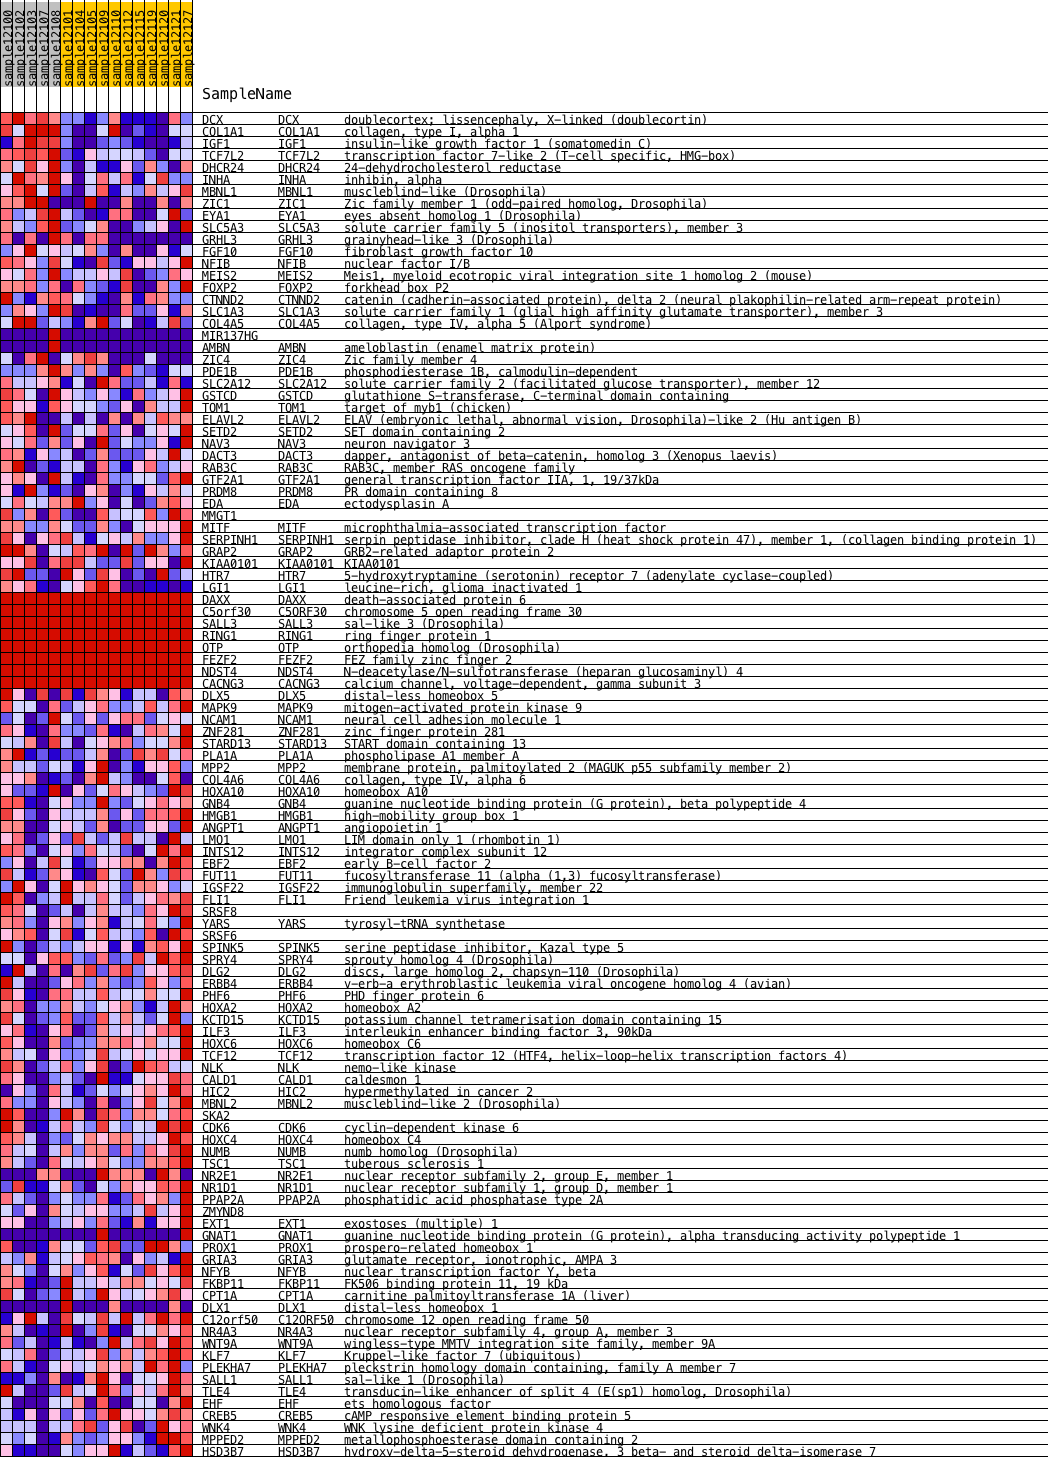 sample12100 sample12102 sample12103 sample12107 sample12108 sample12101 sample12104 sample12105 sample12109 sample12110 sample12112 sample12115 sample12119 sample12120 sample12121 sample12127
SampleName
DCX DCX doublecortex; lissencephaly, X-linked (doublecortin)
COL1A1 COL1A1 collagen, type I, alpha 1
IGF1 IGF1 insulin-like growth factor 1 (somatomedin C)
TCF7L2 TCF7L2 transcription factor 7-like 2 (T-cell specific, HMG-box)
DHCR24 DHCR24 24-dehydrocholesterol reductase
INHA INHA inhibin, alpha
MBNL1 MBNL1 muscleblind-like (Drosophila)
ZIC1 ZIC1 Zic family member 1 (odd-paired homolog, Drosophila)
EYA1 EYA1 eyes absent homolog 1 (Drosophila)
SLC5A3 SLC5A3 solute carrier family 5 (inositol transporters), member 3
GRHL3 GRHL3 grainyhead-like 3 (Drosophila)
FGF10 FGF10 fibroblast growth factor 10
NFIB NFIB nuclear factor I/B
MEIS2 MEIS2 Meis1, myeloid ecotropic viral integration site 1 homolog 2 (mouse)
FOXP2 FOXP2 forkhead box P2
CTNND2 CTNND2 catenin (cadherin-associated protein), delta 2 (neural plakophilin-related arm-repeat protein)
SLC1A3 SLC1A3 solute carrier family 1 (glial high affinity glutamate transporter), member 3
COL4A5 COL4A5 collagen, type IV, alpha 5 (Alport syndrome)
MIR137HG
AMBN AMBN ameloblastin (enamel matrix protein)
ZIC4 ZIC4 Zic family member 4
PDE1B PDE1B phosphodiesterase 1B, calmodulin-dependent
SLC2A12 SLC2A12 solute carrier family 2 (facilitated glucose transporter), member 12
GSTCD GSTCD glutathione S-transferase, C-terminal domain containing
TOM1 TOM1 target of myb1 (chicken)
ELAVL2 ELAVL2 ELAV (embryonic lethal, abnormal vision, Drosophila)-like 2 (Hu antigen B)
SETD2 SETD2 SET domain containing 2
NAV3 NAV3 neuron navigator 3
DACT3 DACT3 dapper, antagonist of beta-catenin, homolog 3 (Xenopus laevis)
RAB3C RAB3C RAB3C, member RAS oncogene family
GTF2A1 GTF2A1 general transcription factor IIA, 1, 19/37kDa
PRDM8 PRDM8 PR domain containing 8
EDA EDA ectodysplasin A
MMGT1
MITF MITF microphthalmia-associated transcription factor
SERPINH1 SERPINH1 serpin peptidase inhibitor, clade H (heat shock protein 47), member 1, (collagen binding protein 1)
GRAP2 GRAP2 GRB2-related adaptor protein 2
KIAA0101 KIAA0101 KIAA0101
HTR7 HTR7 5-hydroxytryptamine (serotonin) receptor 7 (adenylate cyclase-coupled)
LGI1 LGI1 leucine-rich, glioma inactivated 1
DAXX DAXX death-associated protein 6
C5orf30 C5ORF30 chromosome 5 open reading frame 30
SALL3 SALL3 sal-like 3 (Drosophila)
RING1 RING1 ring finger protein 1
OTP OTP orthopedia homolog (Drosophila)
FEZF2 FEZF2 FEZ family zinc finger 2
NDST4 NDST4 N-deacetylase/N-sulfotransferase (heparan glucosaminyl) 4
CACNG3 CACNG3 calcium channel, voltage-dependent, gamma subunit 3
DLX5 DLX5 distal-less homeobox 5
MAPK9 MAPK9 mitogen-activated protein kinase 9
NCAM1 NCAM1 neural cell adhesion molecule 1
ZNF281 ZNF281 zinc finger protein 281
STARD13 STARD13 START domain containing 13
PLA1A PLA1A phospholipase A1 member A
MPP2 MPP2 membrane protein, palmitoylated 2 (MAGUK p55 subfamily member 2)
COL4A6 COL4A6 collagen, type IV, alpha 6
HOXA10 HOXA10 homeobox A10
GNB4 GNB4 guanine nucleotide binding protein (G protein), beta polypeptide 4
HMGB1 HMGB1 high-mobility group box 1
ANGPT1 ANGPT1 angiopoietin 1
LMO1 LMO1 LIM domain only 1 (rhombotin 1)
INTS12 INTS12 integrator complex subunit 12
EBF2 EBF2 early B-cell factor 2
FUT11 FUT11 fucosyltransferase 11 (alpha (1,3) fucosyltransferase)
IGSF22 IGSF22 immunoglobulin superfamily, member 22
FLI1 FLI1 Friend leukemia virus integration 1
SRSF8
YARS YARS tyrosyl-tRNA synthetase
SRSF6
SPINK5 SPINK5 serine peptidase inhibitor, Kazal type 5
SPRY4 SPRY4 sprouty homolog 4 (Drosophila)
DLG2 DLG2 discs, large homolog 2, chapsyn-110 (Drosophila)
ERBB4 ERBB4 v-erb-a erythroblastic leukemia viral oncogene homolog 4 (avian)
PHF6 PHF6 PHD finger protein 6
HOXA2 HOXA2 homeobox A2
KCTD15 KCTD15 potassium channel tetramerisation domain containing 15
ILF3 ILF3 interleukin enhancer binding factor 3, 90kDa
HOXC6 HOXC6 homeobox C6
TCF12 TCF12 transcription factor 12 (HTF4, helix-loop-helix transcription factors 4)
NLK NLK nemo-like kinase
CALD1 CALD1 caldesmon 1
HIC2 HIC2 hypermethylated in cancer 2
MBNL2 MBNL2 muscleblind-like 2 (Drosophila)
SKA2
CDK6 CDK6 cyclin-dependent kinase 6
HOXC4 HOXC4 homeobox C4
NUMB NUMB numb homolog (Drosophila)
TSC1 TSC1 tuberous sclerosis 1
NR2E1 NR2E1 nuclear receptor subfamily 2, group E, member 1
NR1D1 NR1D1 nuclear receptor subfamily 1, group D, member 1
PPAP2A PPAP2A phosphatidic acid phosphatase type 2A
ZMYND8
EXT1 EXT1 exostoses (multiple) 1
GNAT1 GNAT1 guanine nucleotide binding protein (G protein), alpha transducing activity polypeptide 1
PROX1 PROX1 prospero-related homeobox 1
GRIA3 GRIA3 glutamate receptor, ionotrophic, AMPA 3
NFYB NFYB nuclear transcription factor Y, beta
FKBP11 FKBP11 FK506 binding protein 11, 19 kDa
CPT1A CPT1A carnitine palmitoyltransferase 1A (liver)
DLX1 DLX1 distal-less homeobox 1
C12orf50 C12ORF50 chromosome 12 open reading frame 50
NR4A3 NR4A3 nuclear receptor subfamily 4, group A, member 3
WNT9A WNT9A wingless-type MMTV integration site family, member 9A
KLF7 KLF7 Kruppel-like factor 7 (ubiquitous)
PLEKHA7 PLEKHA7 pleckstrin homology domain containing, family A member 7
SALL1 SALL1 sal-like 1 (Drosophila)
TLE4 TLE4 transducin-like enhancer of split 4 (E(sp1) homolog, Drosophila)
EHF EHF ets homologous factor
CREB5 CREB5 cAMP responsive element binding protein 5
WNK4 WNK4 WNK lysine deficient protein kinase 4
MPPED2 MPPED2 metallophosphoesterase domain containing 2
HSD3B7 HSD3B7 hydroxy-delta-5-steroid dehydrogenase, 3 beta- and steroid delta-isomerase 7